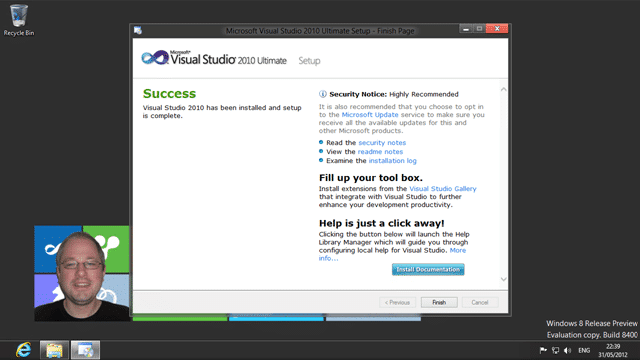 Recycle Bin
Microsoft Visual Studio 2010 Ultimate Setup - Finish Page
Microsoft®
Visual Studio® 2010 Ultimate Setup
Success
Visual Studio 2010 has been installed and setup
is complete.
Security Notice: Highly Recommended
It is also recommended that you choose to opt in
to the Microsoft Update service to make sure you
receive all the available updates for this and
other Microsoft products.
Read the security notes
View the readme notes
Examine the installation log
Fill up your tool box.
Install extensions from the Visual Studio Gallery
that integrate with Visual Studio to further
enhance your development productivity.
Help is just a click away!
Clicking the button below will launch the Help
Library Manager which will guide you through
configuring local help for Visual Studio. More
info...
Install Documentation
< Previous
Finish
Cancel
Windows 8 Release Preview
Evaluation copy. Build 8400
ENG
22:39
31/05/2012